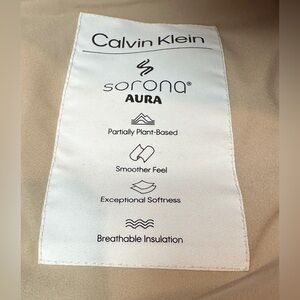 Calvin Klein
sorona®
AURA
Partially Plant-Based
Smoother Feel
Exceptional Softness
Breathable Insulation